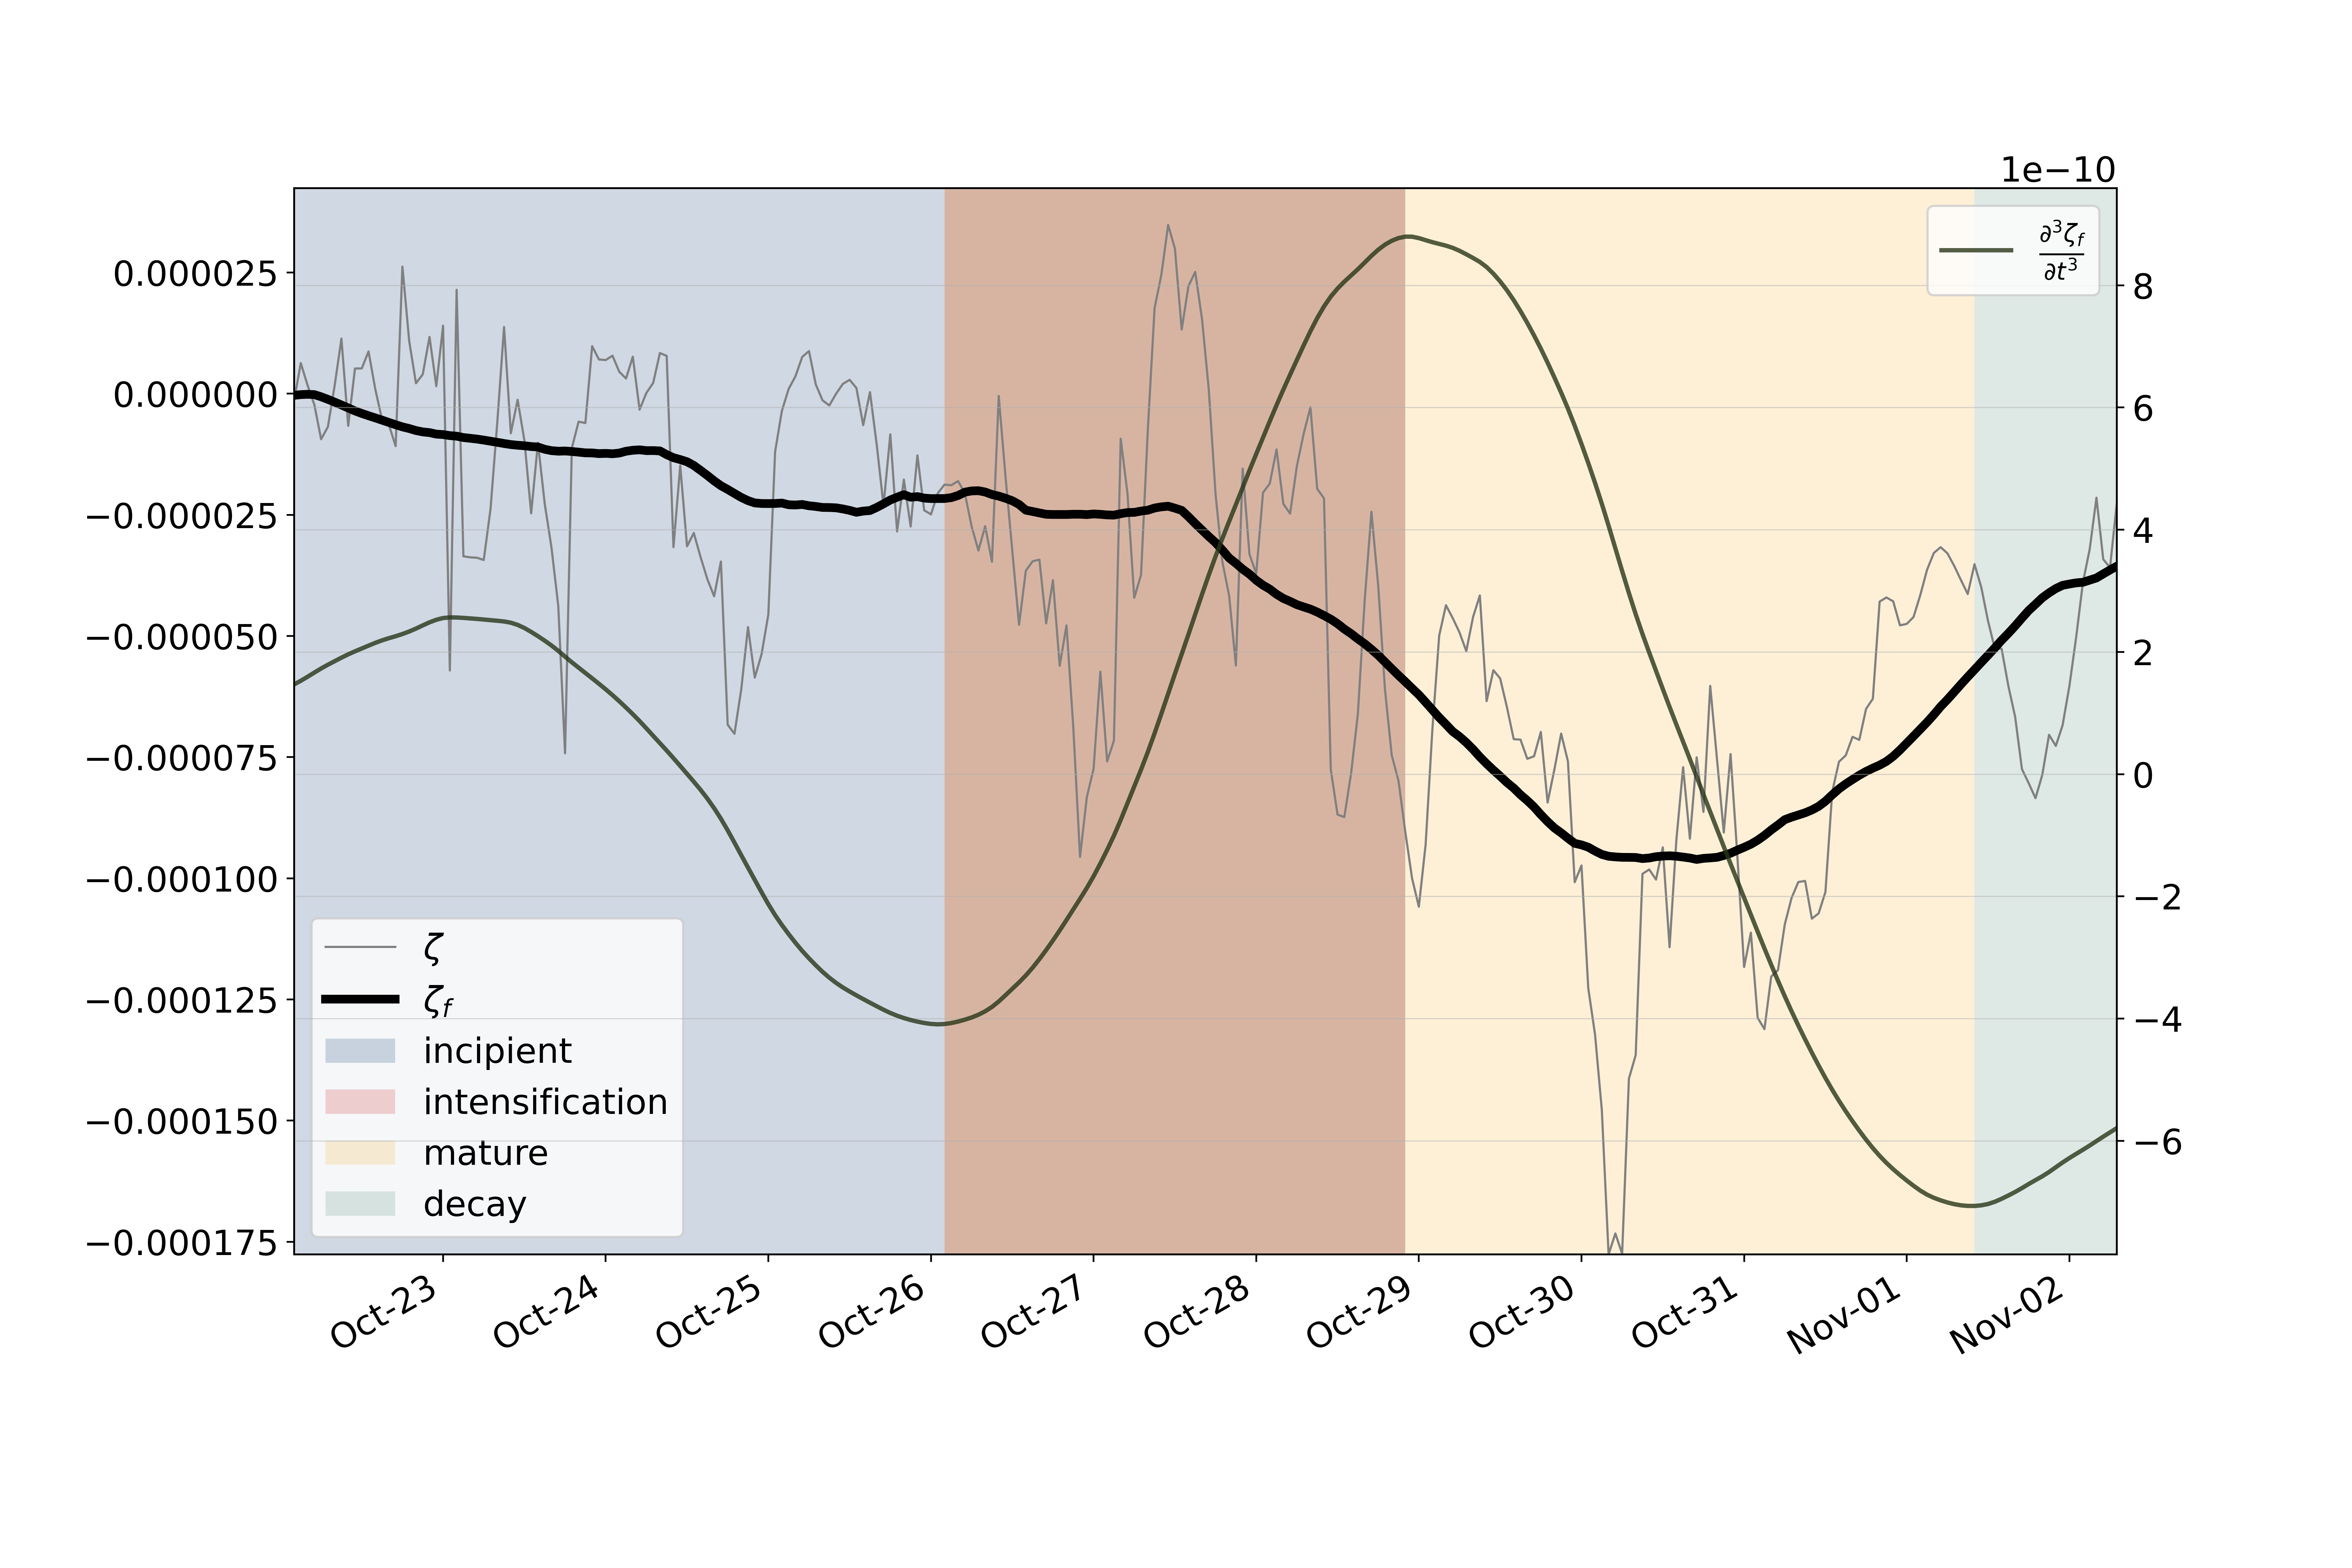 1e−10
∂³ζf
∂t³
0.000025
0.000000
−0.000025
−0.000050
−0.000075
−0.000100
−0.000125
−0.000150
−0.000175
8
6
4
2
0
−2
−4
−6
ζ
ζf
incipient
intensification
mature
decay
Oct-23
Oct-24
Oct-25
Oct-26
Oct-27
Oct-28
Oct-29
Oct-30
Oct-31
Nov-01
Nov-02